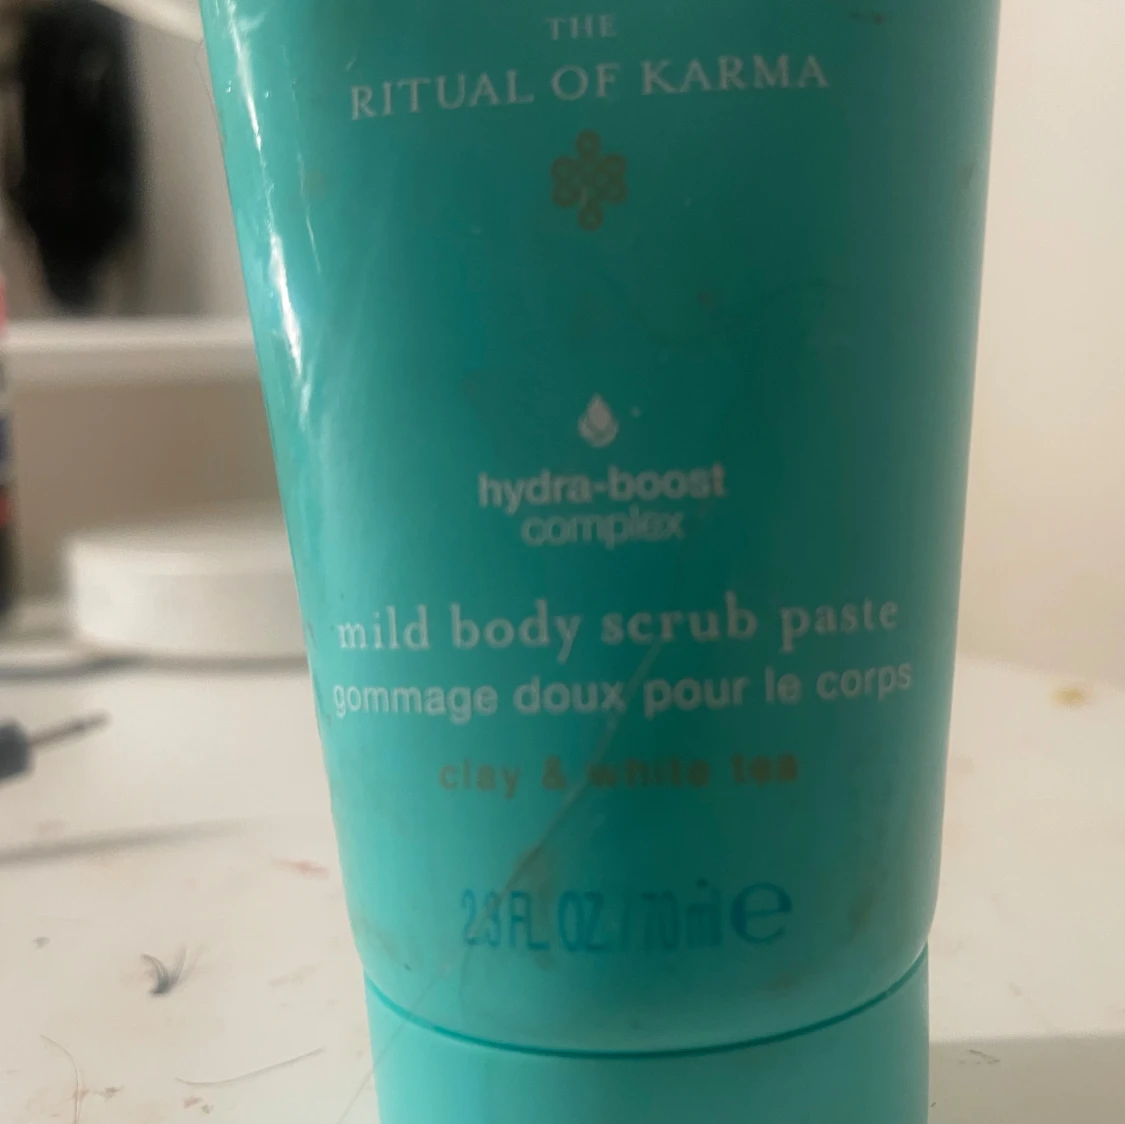 THE
RITUAL OF KARMA
hydra-boost
complex
mild body scrub paste
gommage doux pour le corps
clay & white tea
2.3 FL. OZ. / 70 ml e